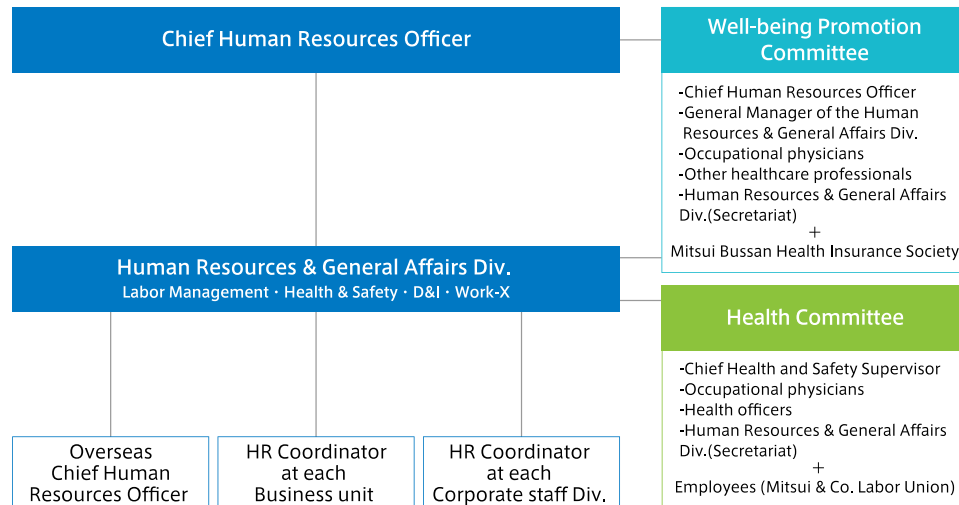 Chief Human Resources Officer
Well-being Promotion
Committee
-Chief Human Resources Officer
-General Manager of the Human
Resources & General Affairs Div.
-Occupational physicians
-Other healthcare professionals
-Human Resources & General Affairs
Div.(Secretariat)
+
Mitsui Bussan Health Insurance Society
Human Resources & General Affairs Div.
Labor Management・Health & Safety・D&I・Work-X
Health Committee
-Chief Health and Safety Supervisor
-Occupational physicians
-Health officers
-Human Resources & General Affairs
Div.(Secretariat)
+
Employees (Mitsui & Co. Labor Union)
Overseas
Chief Human
Resources Officer
HR Coordinator
at each
Business unit
HR Coordinator
at each
Corporate staff Div.